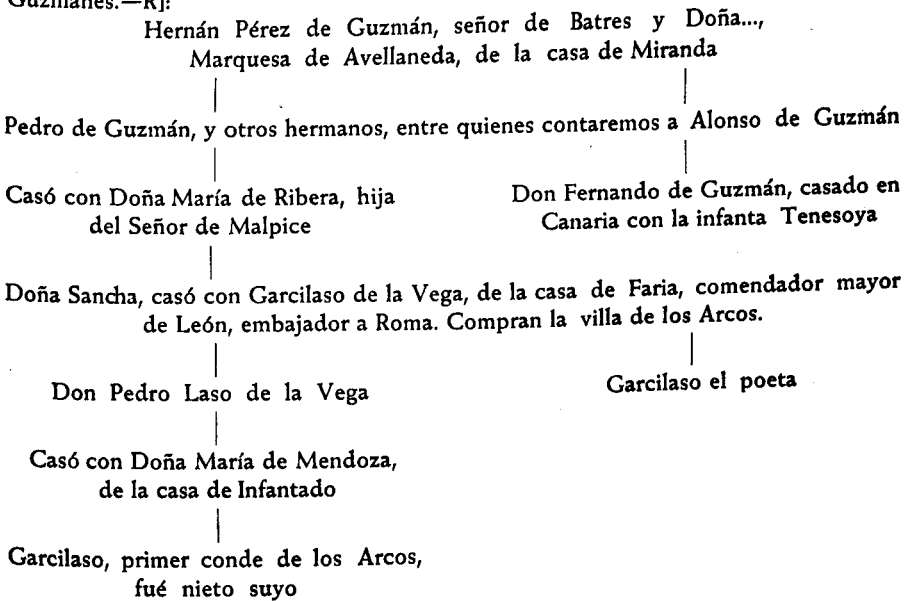 Guzmanes.—R]:
Hernán Pérez de Guzmán, señor de Batres y Doña...,
Marquesa de Avellaneda, de la casa de Miranda
Pedro de Guzmán, y otros hermanos, entre quienes contaremos a Alonso de Guzmán
Casó con Doña María de Ribera, hija
del Señor de Malpice
Don Fernando de Guzmán, casado en
Canaria con la infanta Tenesoya
Doña Sancha, casó con Garcilaso de la Vega, de la casa de Faria, comendador mayor
de León, embajador a Roma. Compran la villa de los Arcos.
Don Pedro Laso de la Vega
Garcilaso el poeta
Casó con Doña María de Mendoza,
de la casa de Infantado
Garcilaso, primer conde de los Arcos,
fué nieto suyo